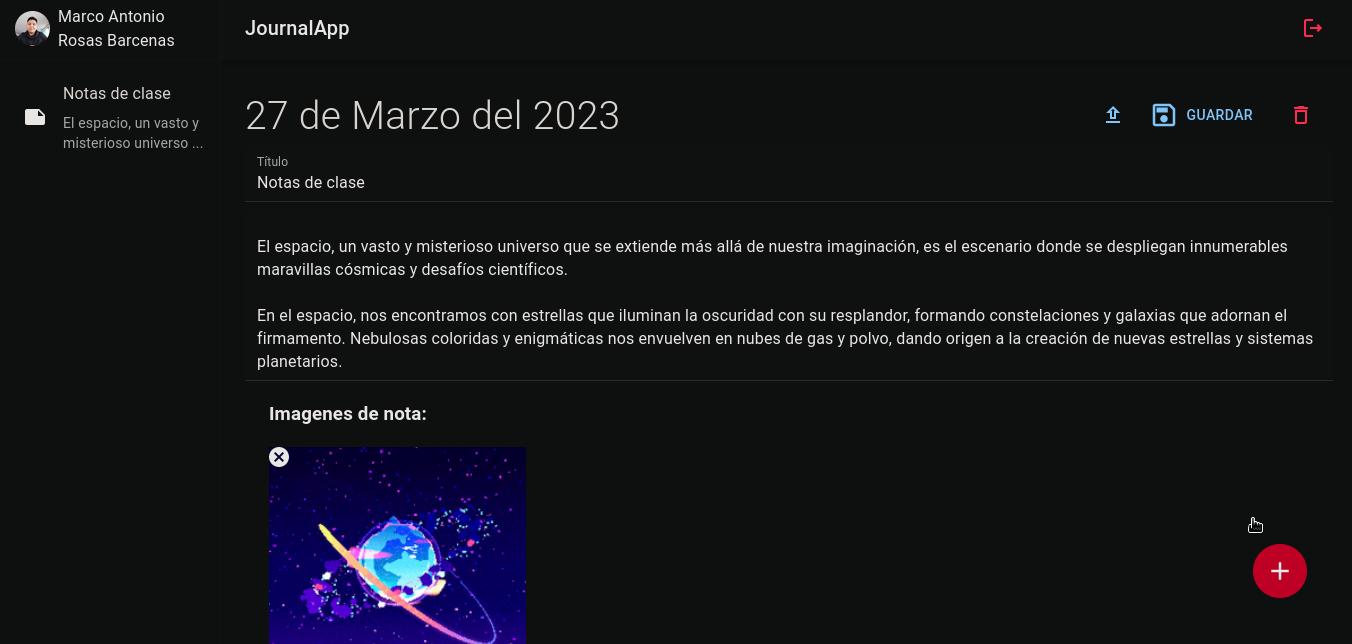 Marco Antonio
Rosas Barcenas
JournalApp
Notas de clase
El espacio, un vasto y
misterioso universo ...
27 de Marzo del 2023
GUARDAR
Título
Notas de clase
El espacio, un vasto y misterioso universo que se extiende más allá de nuestra imaginación, es el escenario donde se despliegan innumerables
maravillas cósmicas y desafíos científicos.
En el espacio, nos encontramos con estrellas que iluminan la oscuridad con su resplandor, formando constelaciones y galaxias que adornan el
firmamento. Nebulosas coloridas y enigmáticas nos envuelven en nubes de gas y polvo, dando origen a la creación de nuevas estrellas y sistemas
planetarios.
Imagenes de nota: